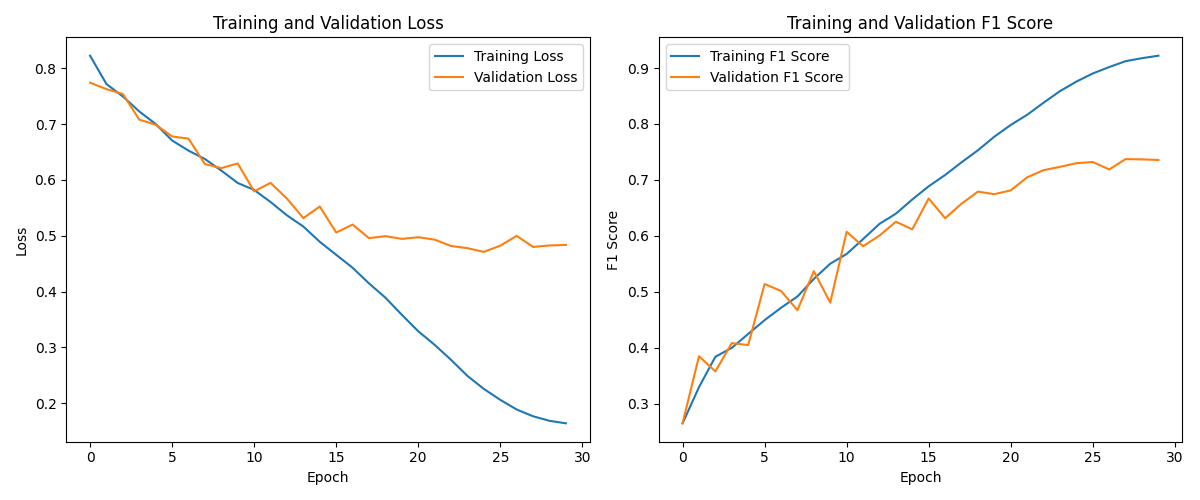 Training and Validation Loss
Training Loss
Validation Loss
Loss
0.8
0.7
0.6
0.5
0.4
0.3
0.2
0 5 10 15 20 25 30
Epoch
Training and Validation F1 Score
Training F1 Score
Validation F1 Score
F1 Score
0.9
0.8
0.7
0.6
0.5
0.4
0.3
0 5 10 15 20 25 30
Epoch